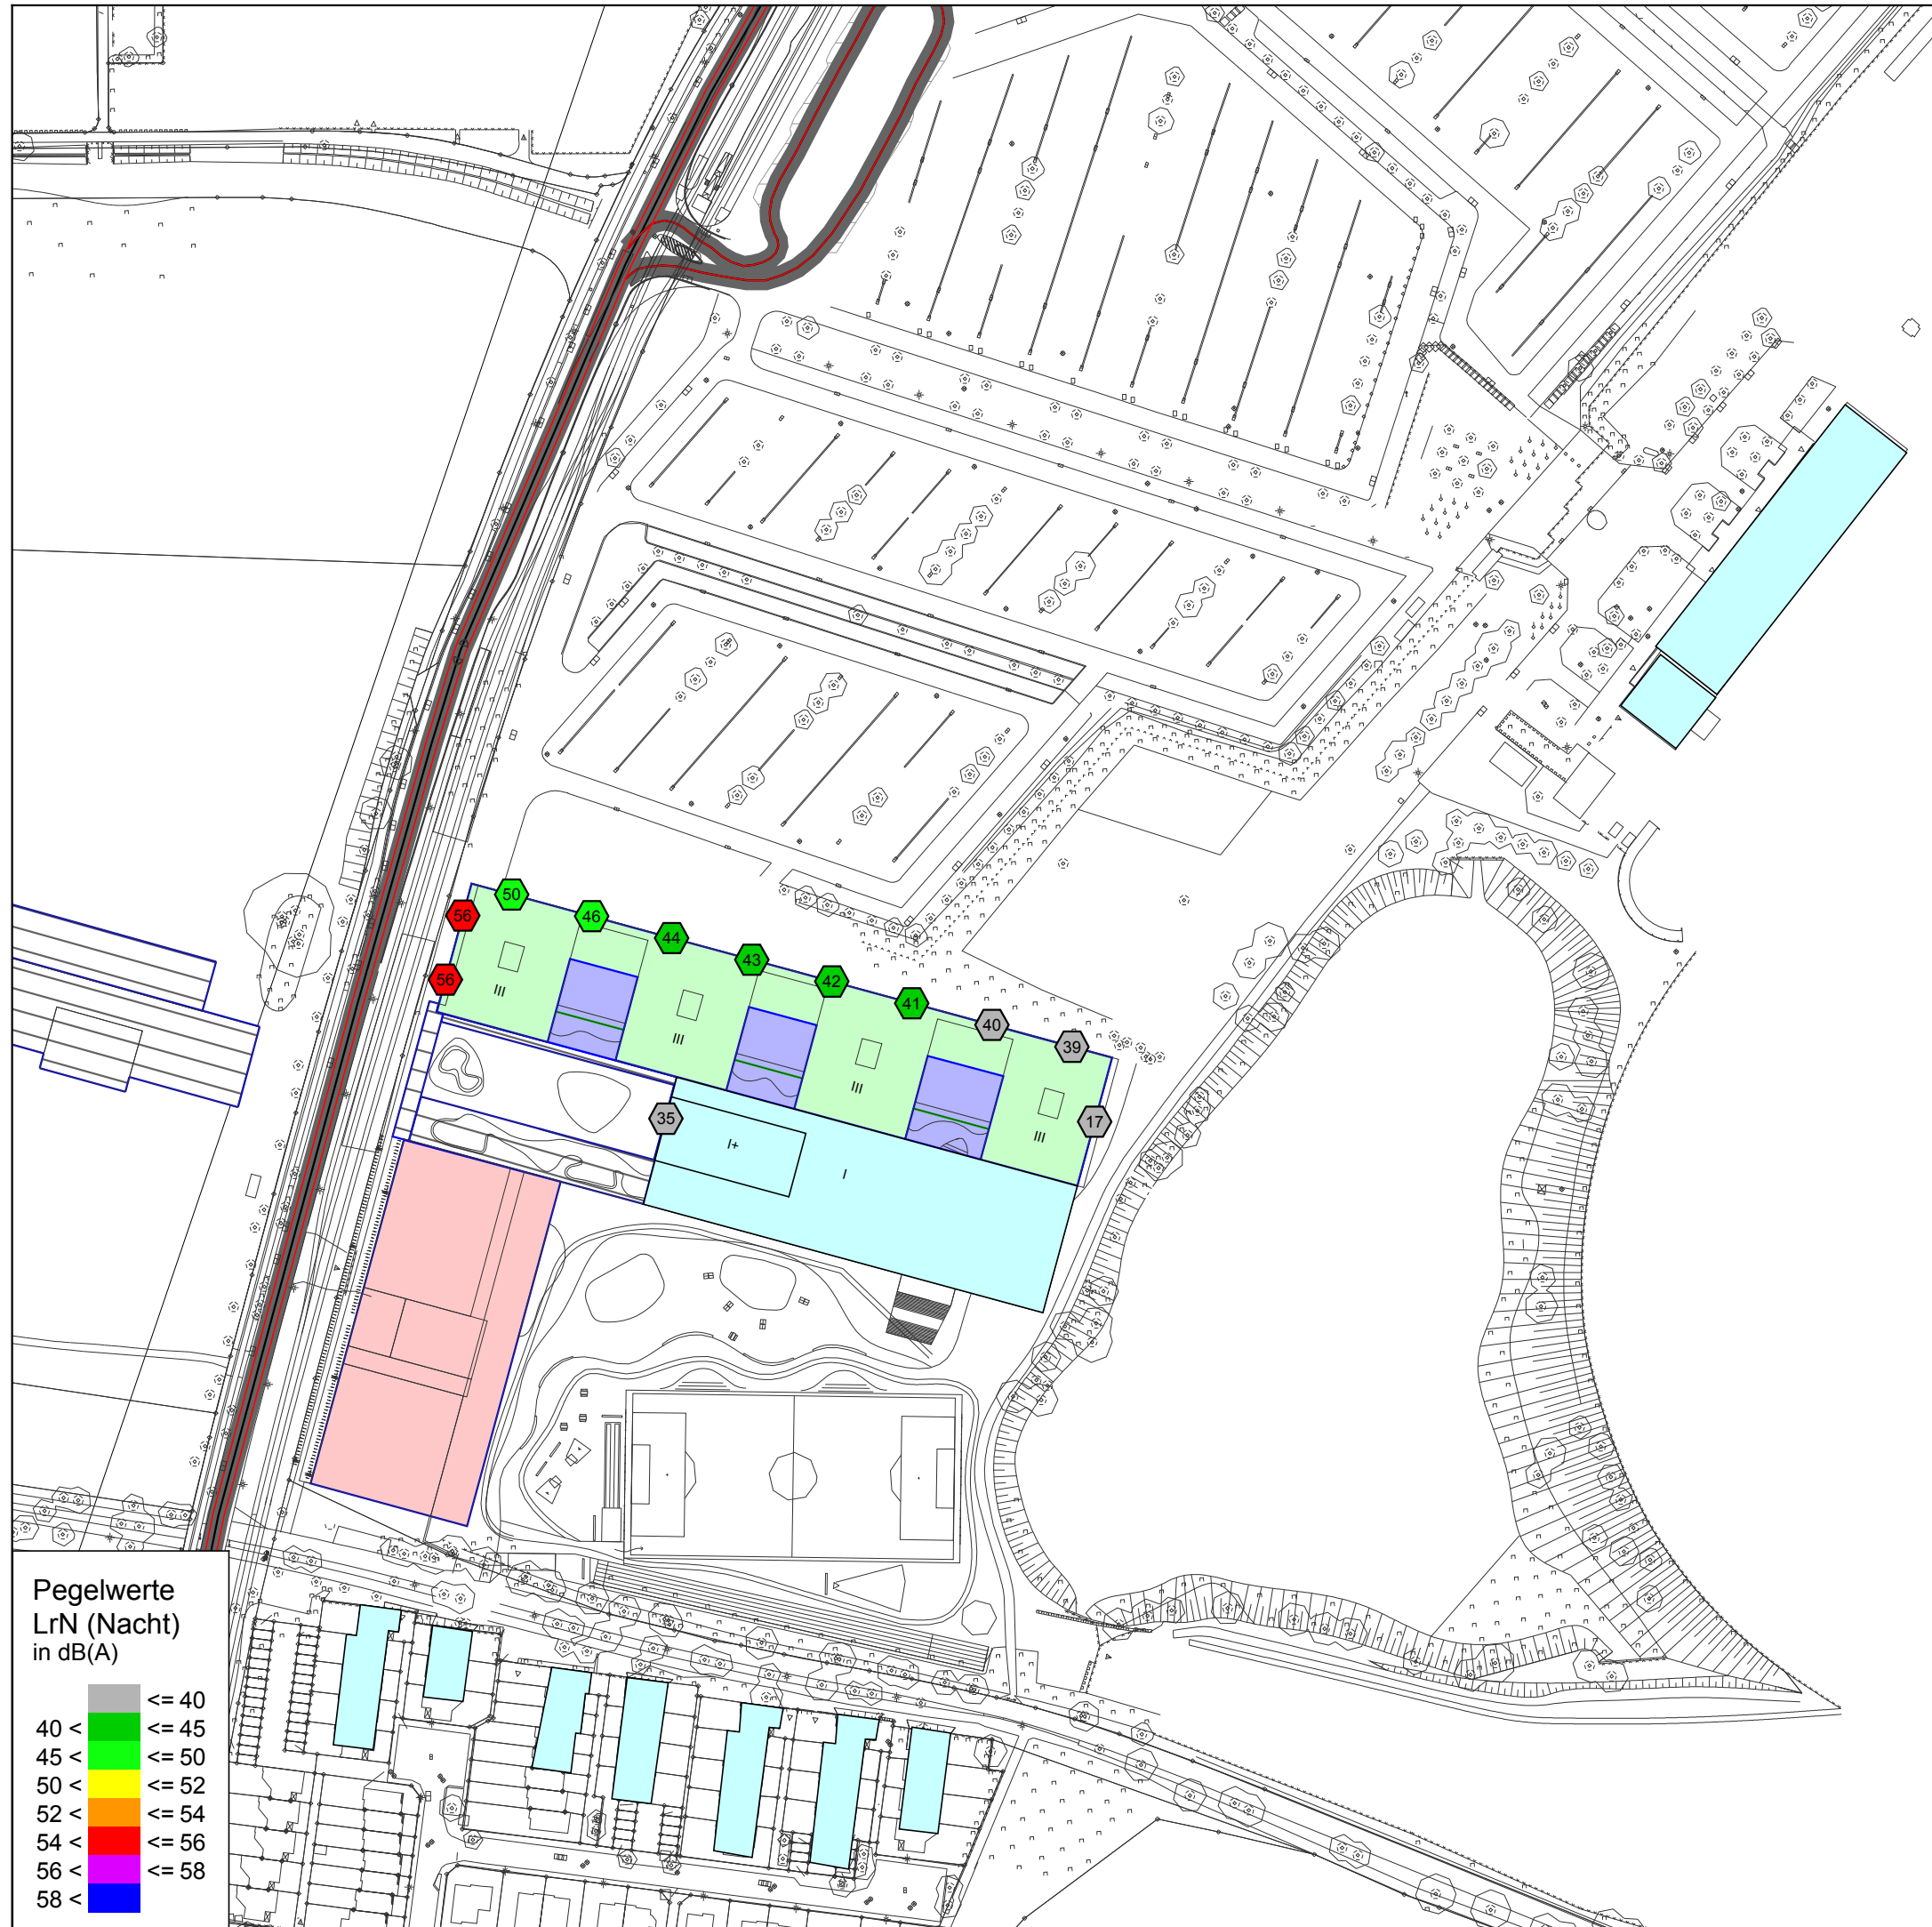 50
56
46
44
43
56
42
41
40
39
III
III
III
III
17
35
I+
I
Pegelwerte
LrN (Nacht)
in dB(A)
<= 40
40 < <= 45
45 < <= 50
50 < <= 52
52 < <= 54
54 < <= 56
56 < <= 58
58 <